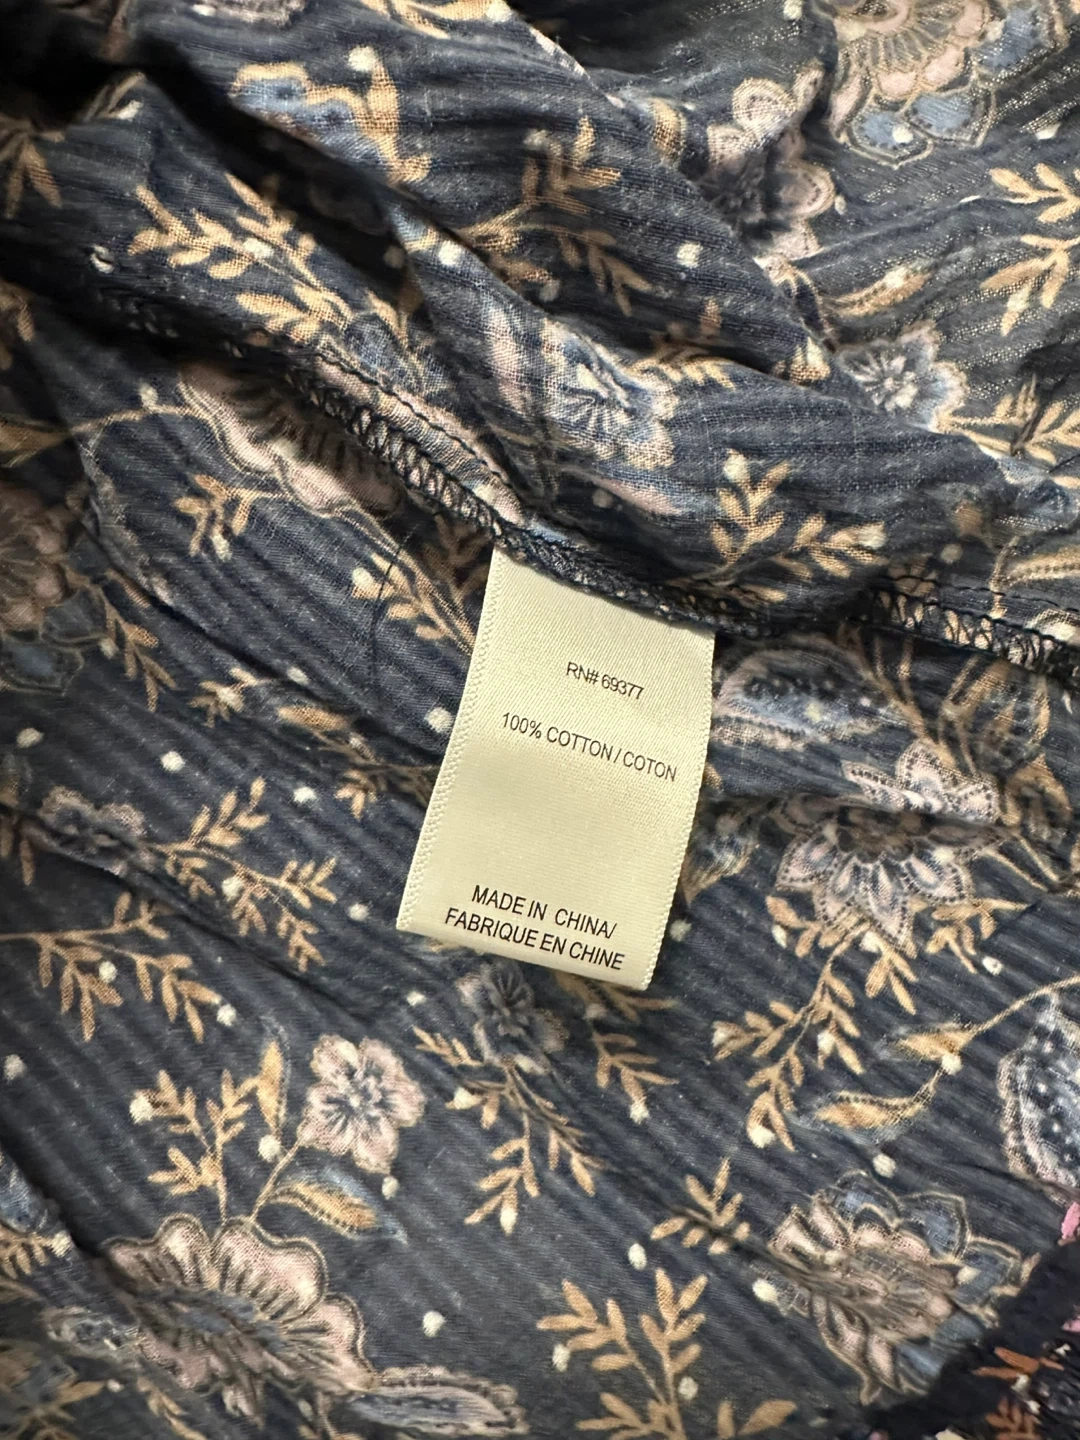 RN# 69377
100% COTTON / COTON
MADE IN CHINA/
FABRIQUE EN CHINE